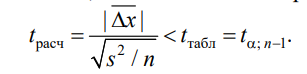 t_расч = |Δx̅| / √(s² / n) < t_табл = t_α; n−1.